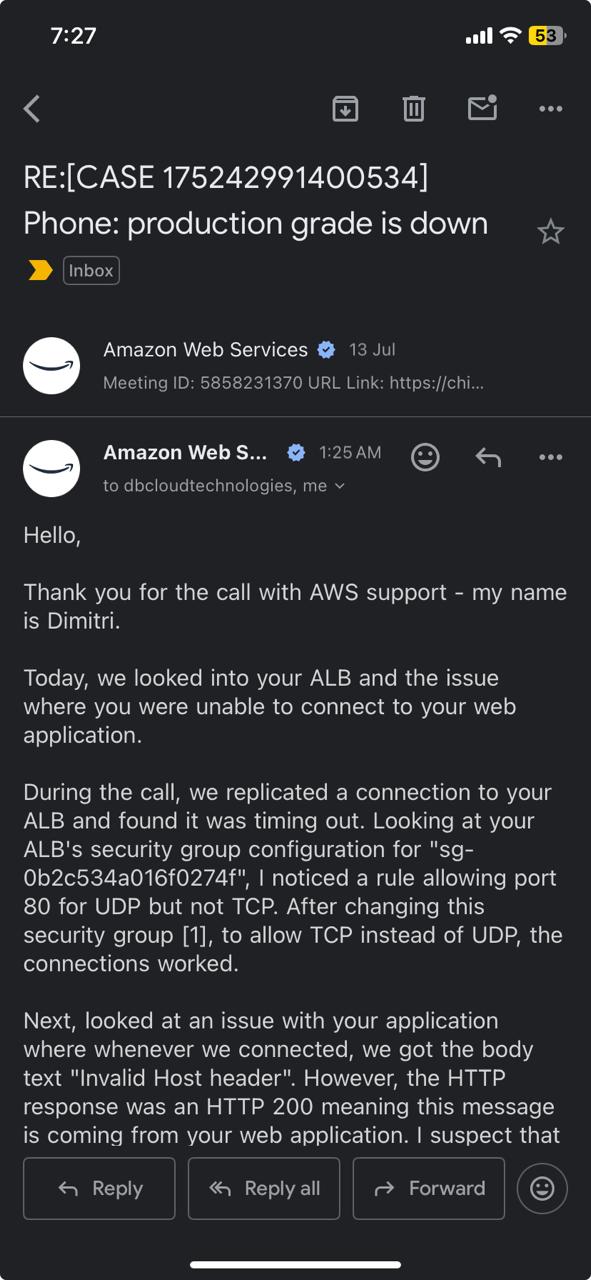 7:27
53
RE:[CASE 175242991400534]
Phone: production grade is down
Inbox
Amazon Web Services 13 Jul
Meeting ID: 5858231370 URL Link: https://chi...
Amazon Web S... 1:25 AM
to dbcloudtechnologies, me
Hello,
Thank you for the call with AWS support - my name
is Dimitri.
Today, we looked into your ALB and the issue
where you were unable to connect to your web
application.
During the call, we replicated a connection to your
ALB and found it was timing out. Looking at your
ALB's security group configuration for "sg-
0b2c534a016f0274f", I noticed a rule allowing port
80 for UDP but not TCP. After changing this
security group [1], to allow TCP instead of UDP, the
connections worked.
Next, looked at an issue with your application
where whenever we connected, we got the body
text "Invalid Host header". However, the HTTP
response was an HTTP 200 meaning this message
is coming from your web application. I suspect that
Reply
Reply all
Forward